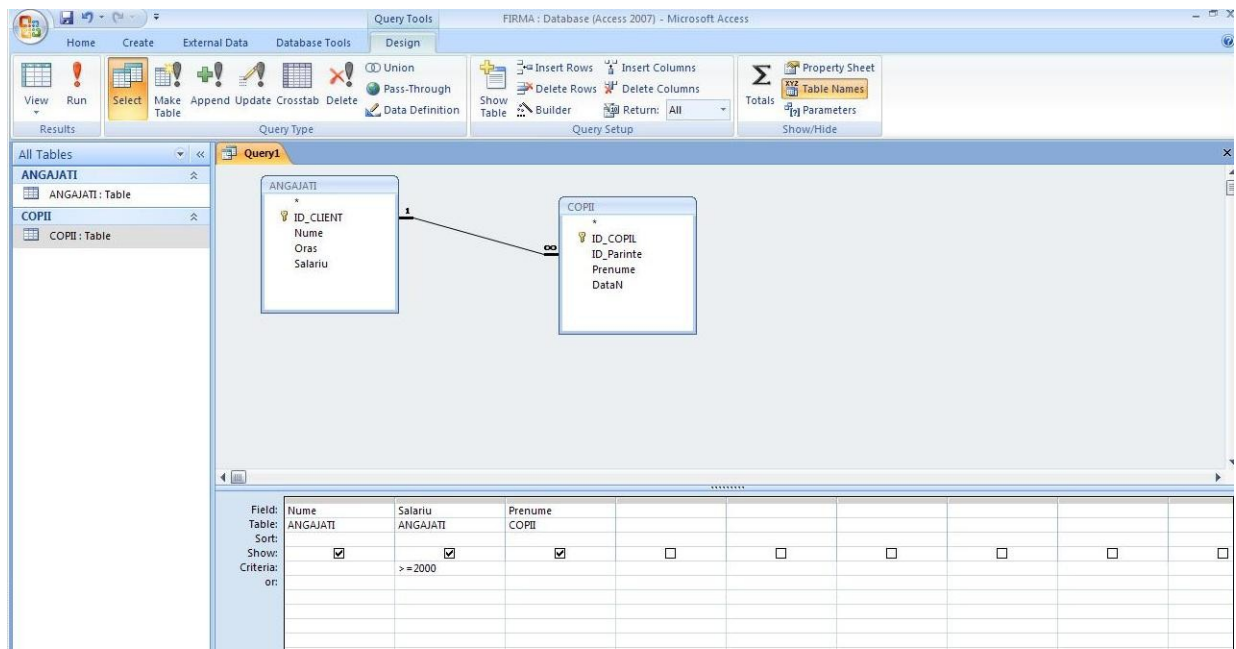 Query Tools
FIRMA : Database (Access 2007) - Microsoft Access
Home Create External Data Database Tools Design
View
Run
Select
Make Table
Append
Update
Crosstab
Delete
Union
Pass-Through
Data Definition
Show Table
Insert Rows
Delete Rows
Builder
Insert Columns
Delete Columns
Return: All
Totals
Property Sheet
Table Names
Parameters
Results
Query Type
Query Setup
Show/Hide
All Tables
ANGAJATI
ANGAJATI : Table
COPII
COPII : Table
Query1
ANGAJATI
*
ID_CLIENT
Nume
Oras
Salariu
1
∞
COPII
*
ID_COPIL
ID_Parinte
Prenume
DataN
Field: Nume Salariu Prenume
Table: ANGAJATI ANGAJATI COPII
Sort:
Show:
Criteria: >=2000
or: